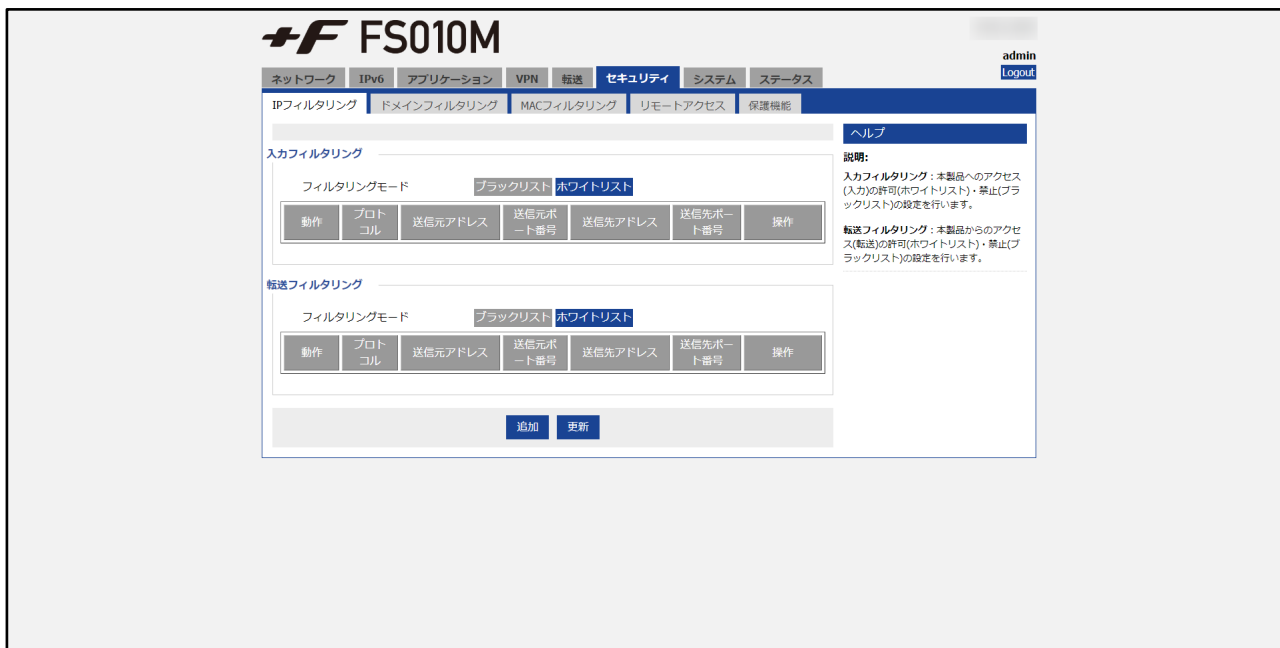 +F FS010M
admin
Logout
ネットワーク IPv6 アプリケーション VPN 転送 セキュリティ システム ステータス
IPフィルタリング ドメインフィルタリング MACフィルタリング リモートアクセス 保護機能
入力フィルタリング
フィルタリングモード ブラックリスト ホワイトリスト
動作 プロト 送信元アドレス 送信元ポ 送信先アドレス 送信先ポー 操作
コル ート番号 ト番号
転送フィルタリング
フィルタリングモード ブラックリスト ホワイトリスト
動作 プロト 送信元アドレス 送信元ポ 送信先アドレス 送信先ポー 操作
コル ート番号 ト番号
追加 更新
ヘルプ
説明:
入力フィルタリング：本製品へのアクセス
(入力)の許可(ホワイトリスト)・禁止(ブラ
ックリスト)の設定を行います。
転送フィルタリング：本製品からのアクセ
ス(転送)の許可(ホワイトリスト)・禁止(ブ
ラックリスト)の設定を行います。